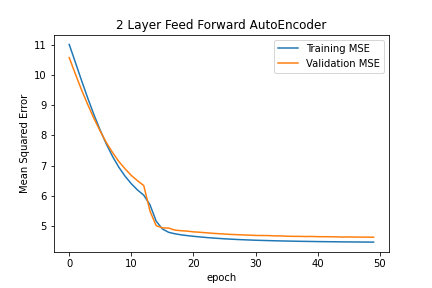 2 Layer Feed Forward AutoEncoder
Training MSE
Validation MSE
Mean Squared Error
11
10
9
8
7
6
5
0
10
20
30
40
50
epoch